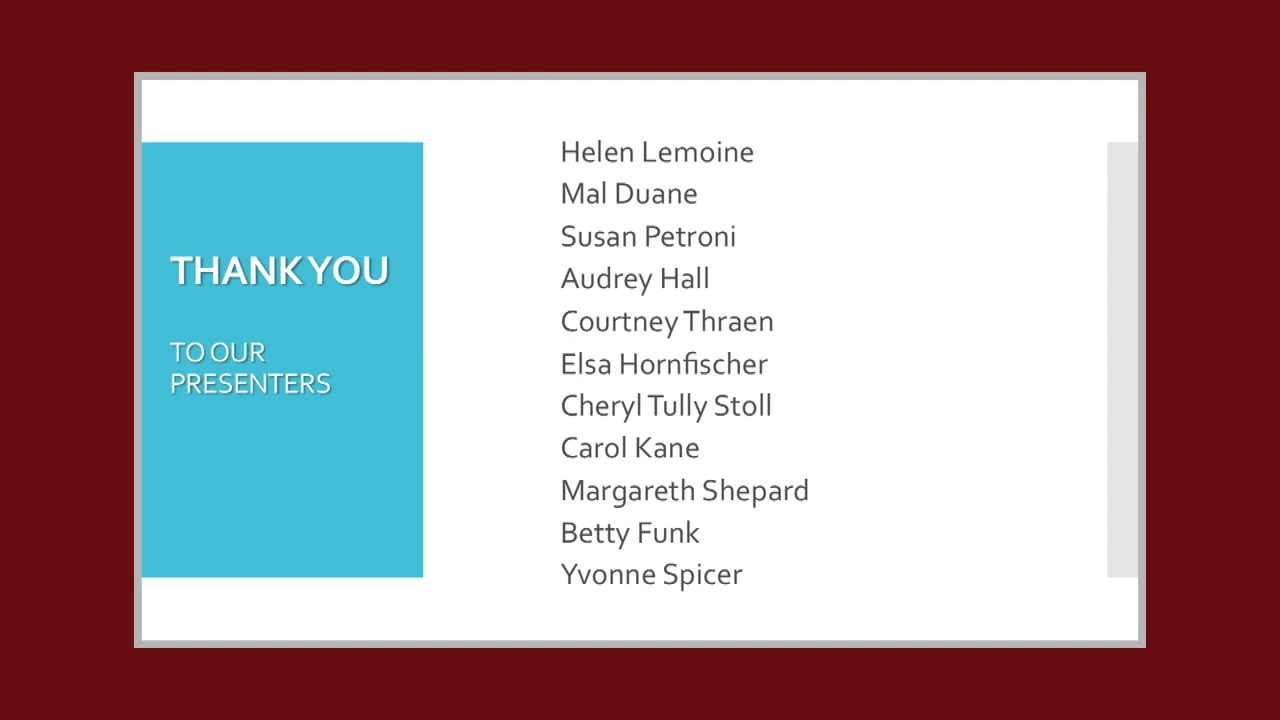 THANK YOU
TO OUR
PRESENTERS
Helen Lemoine
Mal Duane
Susan Petroni
Audrey Hall
Courtney Thraen
Elsa Hornfischer
Cheryl Tully Stoll
Carol Kane
Margareth Shepard
Betty Funk
Yvonne Spicer